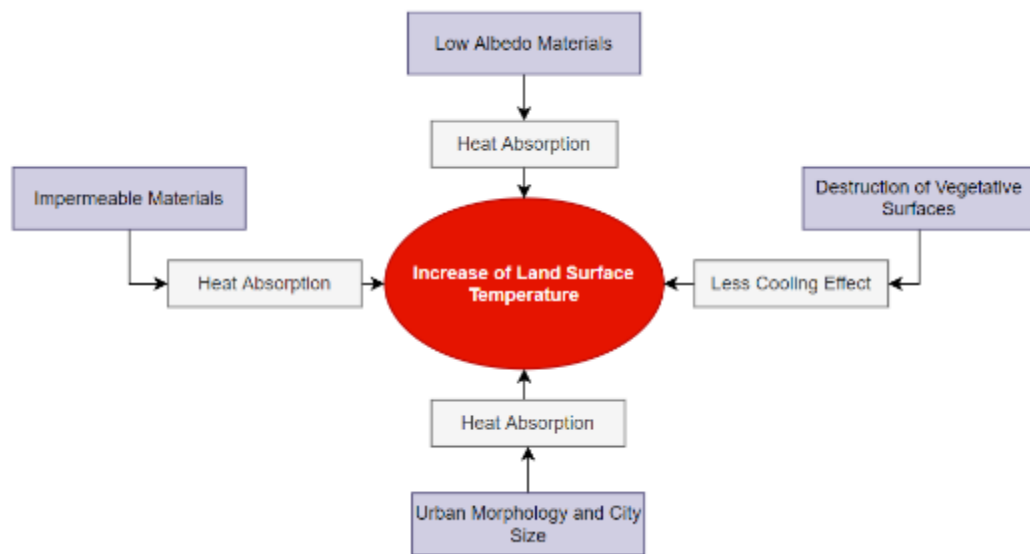 Low Albedo Materials
Heat Absorption
Impermeable Materials
Destruction of Vegetative
Surfaces
Heat Absorption
Increase of Land Surface
Temperature
Less Cooling Effect
Heat Absorption
Urban Morphology and City
Size